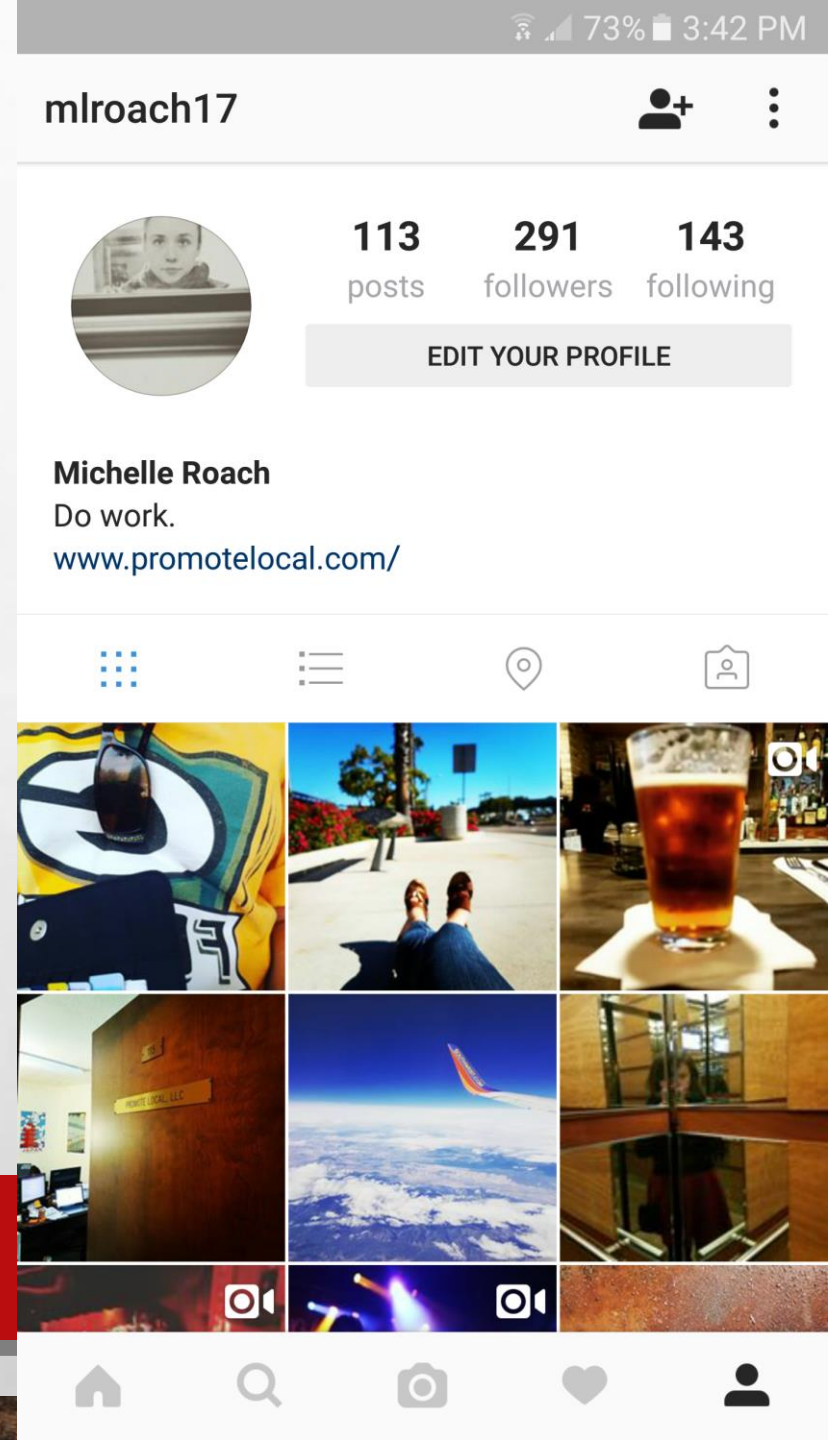 73% 3:42 PM
mlroach17
113 291 143
posts followers following
EDIT YOUR PROFILE
Michelle Roach
Do work.
www.promotelocal.com/
G
PROMOTE LOCAL, LLC